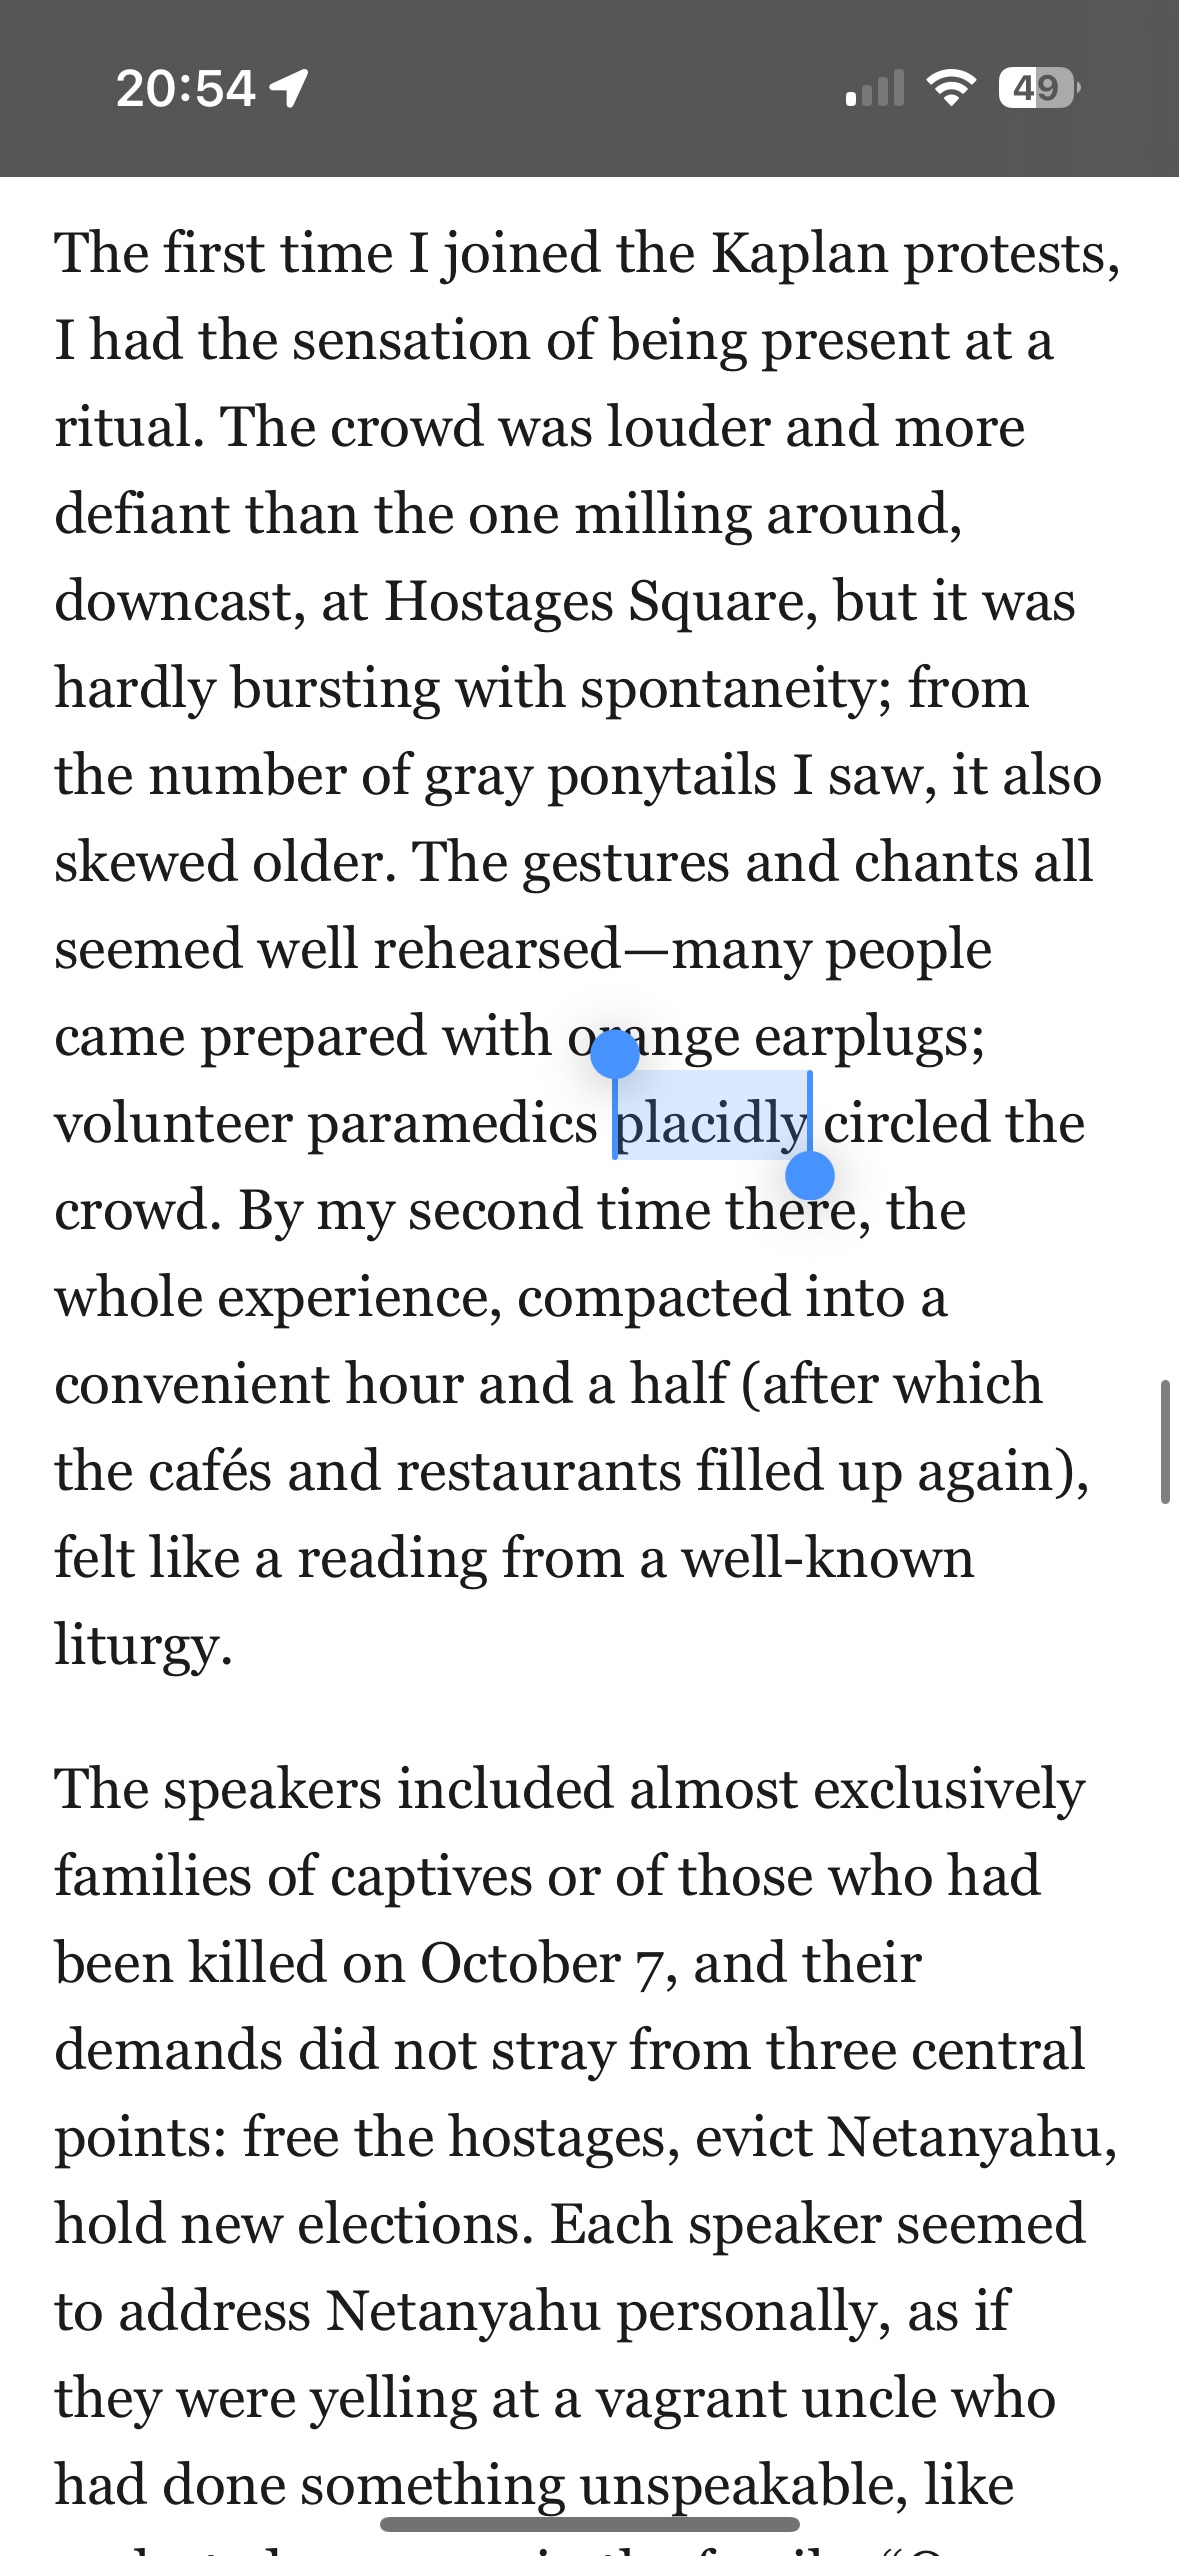 20:54
49
The first time I joined the Kaplan protests,
I had the sensation of being present at a
ritual. The crowd was louder and more
defiant than the one milling around,
downcast, at Hostages Square, but it was
hardly bursting with spontaneity; from
the number of gray ponytails I saw, it also
skewed older. The gestures and chants all
seemed well rehearsed—many people
came prepared with orange earplugs;
volunteer paramedics placidly circled the
crowd. By my second time there, the
whole experience, compacted into a
convenient hour and a half (after which
the cafés and restaurants filled up again),
felt like a reading from a well-known
liturgy.
The speakers included almost exclusively
families of captives or of those who had
been killed on October 7, and their
demands did not stray from three central
points: free the hostages, evict Netanyahu,
hold new elections. Each speaker seemed
to address Netanyahu personally, as if
they were yelling at a vagrant uncle who
had done something unspeakable, like